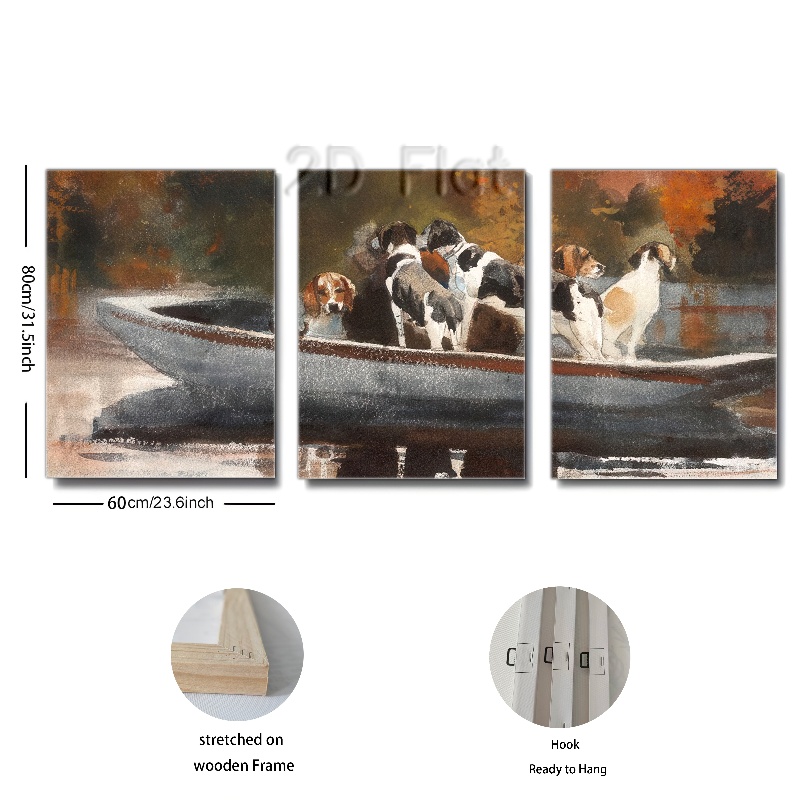 2D Flat
80cm/31.5inch
60cm/23.6inch
stretched on
wooden Frame
Hook
Ready to Hang